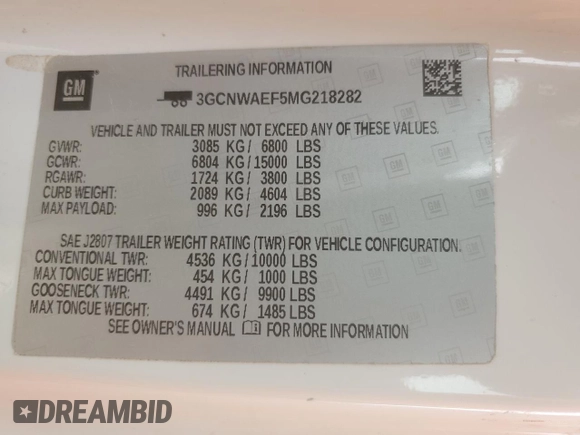 GM
TRAILERING INFORMATION
3GCNWAEF5MG218282
VEHICLE AND TRAILER MUST NOT EXCEED ANY OF THESE VALUES.
GVWR: 3085 KG/ 6800 LBS
GCWR: 6804 KG/15000 LBS
RGAWR: 1724 KG/ 3800 LBS
CURB WEIGHT: 2089 KG/ 4604 LBS
MAX PAYLOAD: 996 KG/ 2196 LBS
SAE J2807 TRAILER WEIGHT RATING (TWR) FOR VEHICLE CONFIGURATION.
CONVENTIONAL TWR: 4536 KG/10000 LBS
MAX TONGUE WEIGHT: 454 KG/ 1000 LBS
GOOSENECK TWR: 4491 KG/ 9900 LBS
MAX TONGUE WEIGHT: 674 KG/ 1485 LBS
SEE OWNER'S MANUAL FOR MORE INFORMATION
DREAMBID